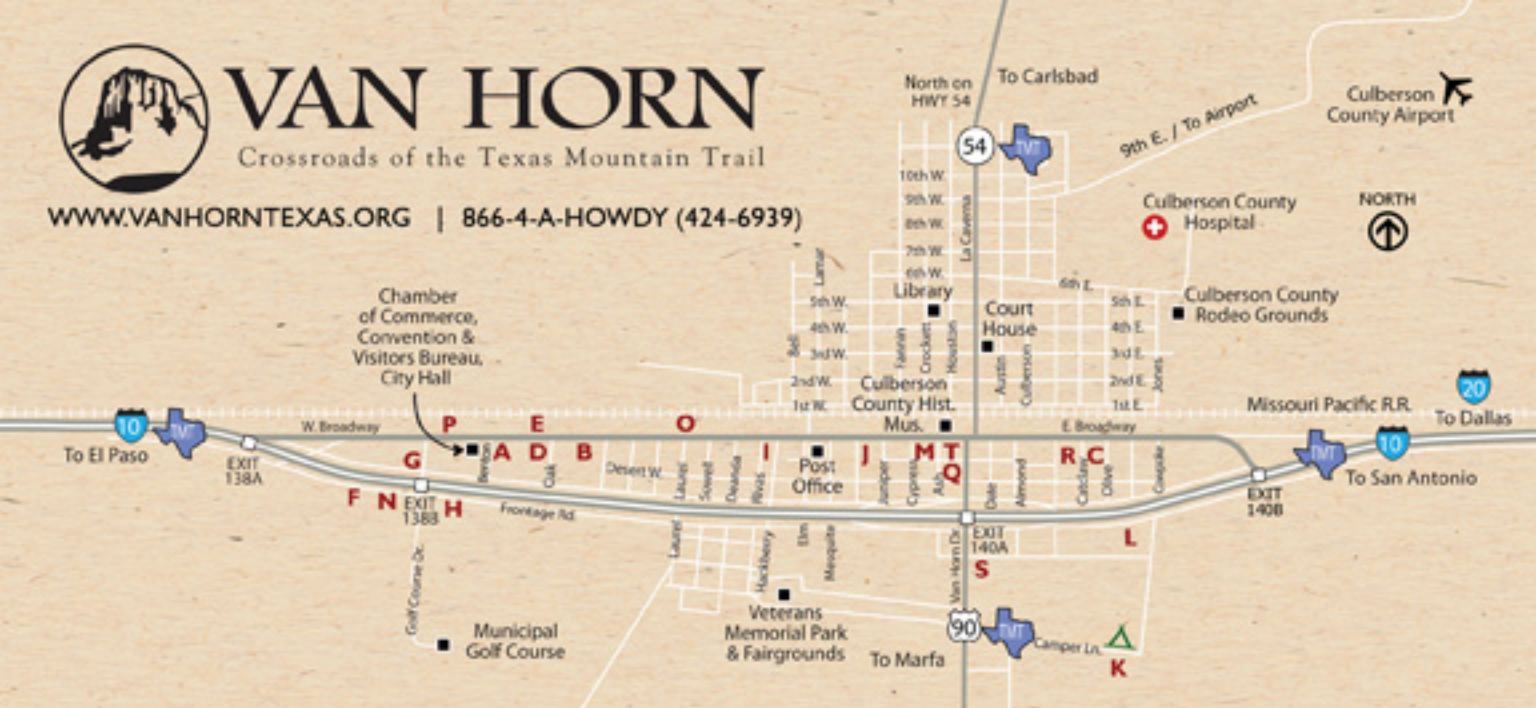 VAN HORN
Crossroads of the Texas Mountain Trail
WWW.VANHORNTEXAS.ORG | 866-4-A-HOWDY (424-6939)
North on
HWY 54
To Carlsbad
54
TMT
9th E. / To Airport
Culberson
County Airport
Culberson County
Hospital
NORTH
10th W.
9th W.
8th W.
7th W.
6th W.
La Caverna
Lamar
Library
6th E.
5th W.
4th W.
3rd W.
2nd W.
1st W.
Bell
Fannin
Crockett
Houston
Court
House
Austin
Culberson
5th E.
4th E.
3rd E.
2nd E.
1st E.
Jones
Culberson County
Rodeo Grounds
Chamber
of Commerce,
Convention &
Visitors Bureau,
City Hall
Culberson
County Hist.
Mus.
Missouri Pacific R.R.
20
To Dallas
10
TMT
To El Paso
W. Broadway
E. Broadway
TMT
10
To San Antonio
EXIT
138A
EXIT
138B
EXIT
140A
EXIT
140B
P
E
O
G
A
D
B
I
J
M
T
Q
R
C
F
N
H
L
S
K
Benton
Oak
Desert W.
Laurel
Sowell
Deanda
Rivas
Post
Office
Juniper
Cypress
Ash
Date
Almond
Catclaw
Olive
Cowpoke
Frontage Rd.
Golf Course Dr.
Laurel
Hackberry
Elm
Mesquite
Van Horn Dr.
Municipal
Golf Course
Veterans
Memorial Park
& Fairgrounds
To Marfa
90
TMT
Camper Ln.